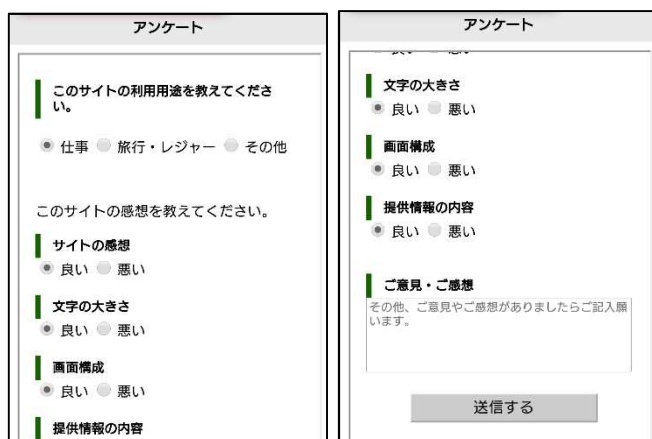 アンケート
このサイトの利用用途を教えてくださ
い。
仕事 旅行・レジャー その他
このサイトの感想を教えてください。
サイトの感想
良い 悪い
文字の大きさ
良い 悪い
画面構成
良い 悪い
提供情報の内容
アンケート
良い 悪い
文字の大きさ
良い 悪い
画面構成
良い 悪い
提供情報の内容
良い 悪い
ご意見・ご感想
その他、ご意見やご感想がありましたらご記入願
います。
送信する